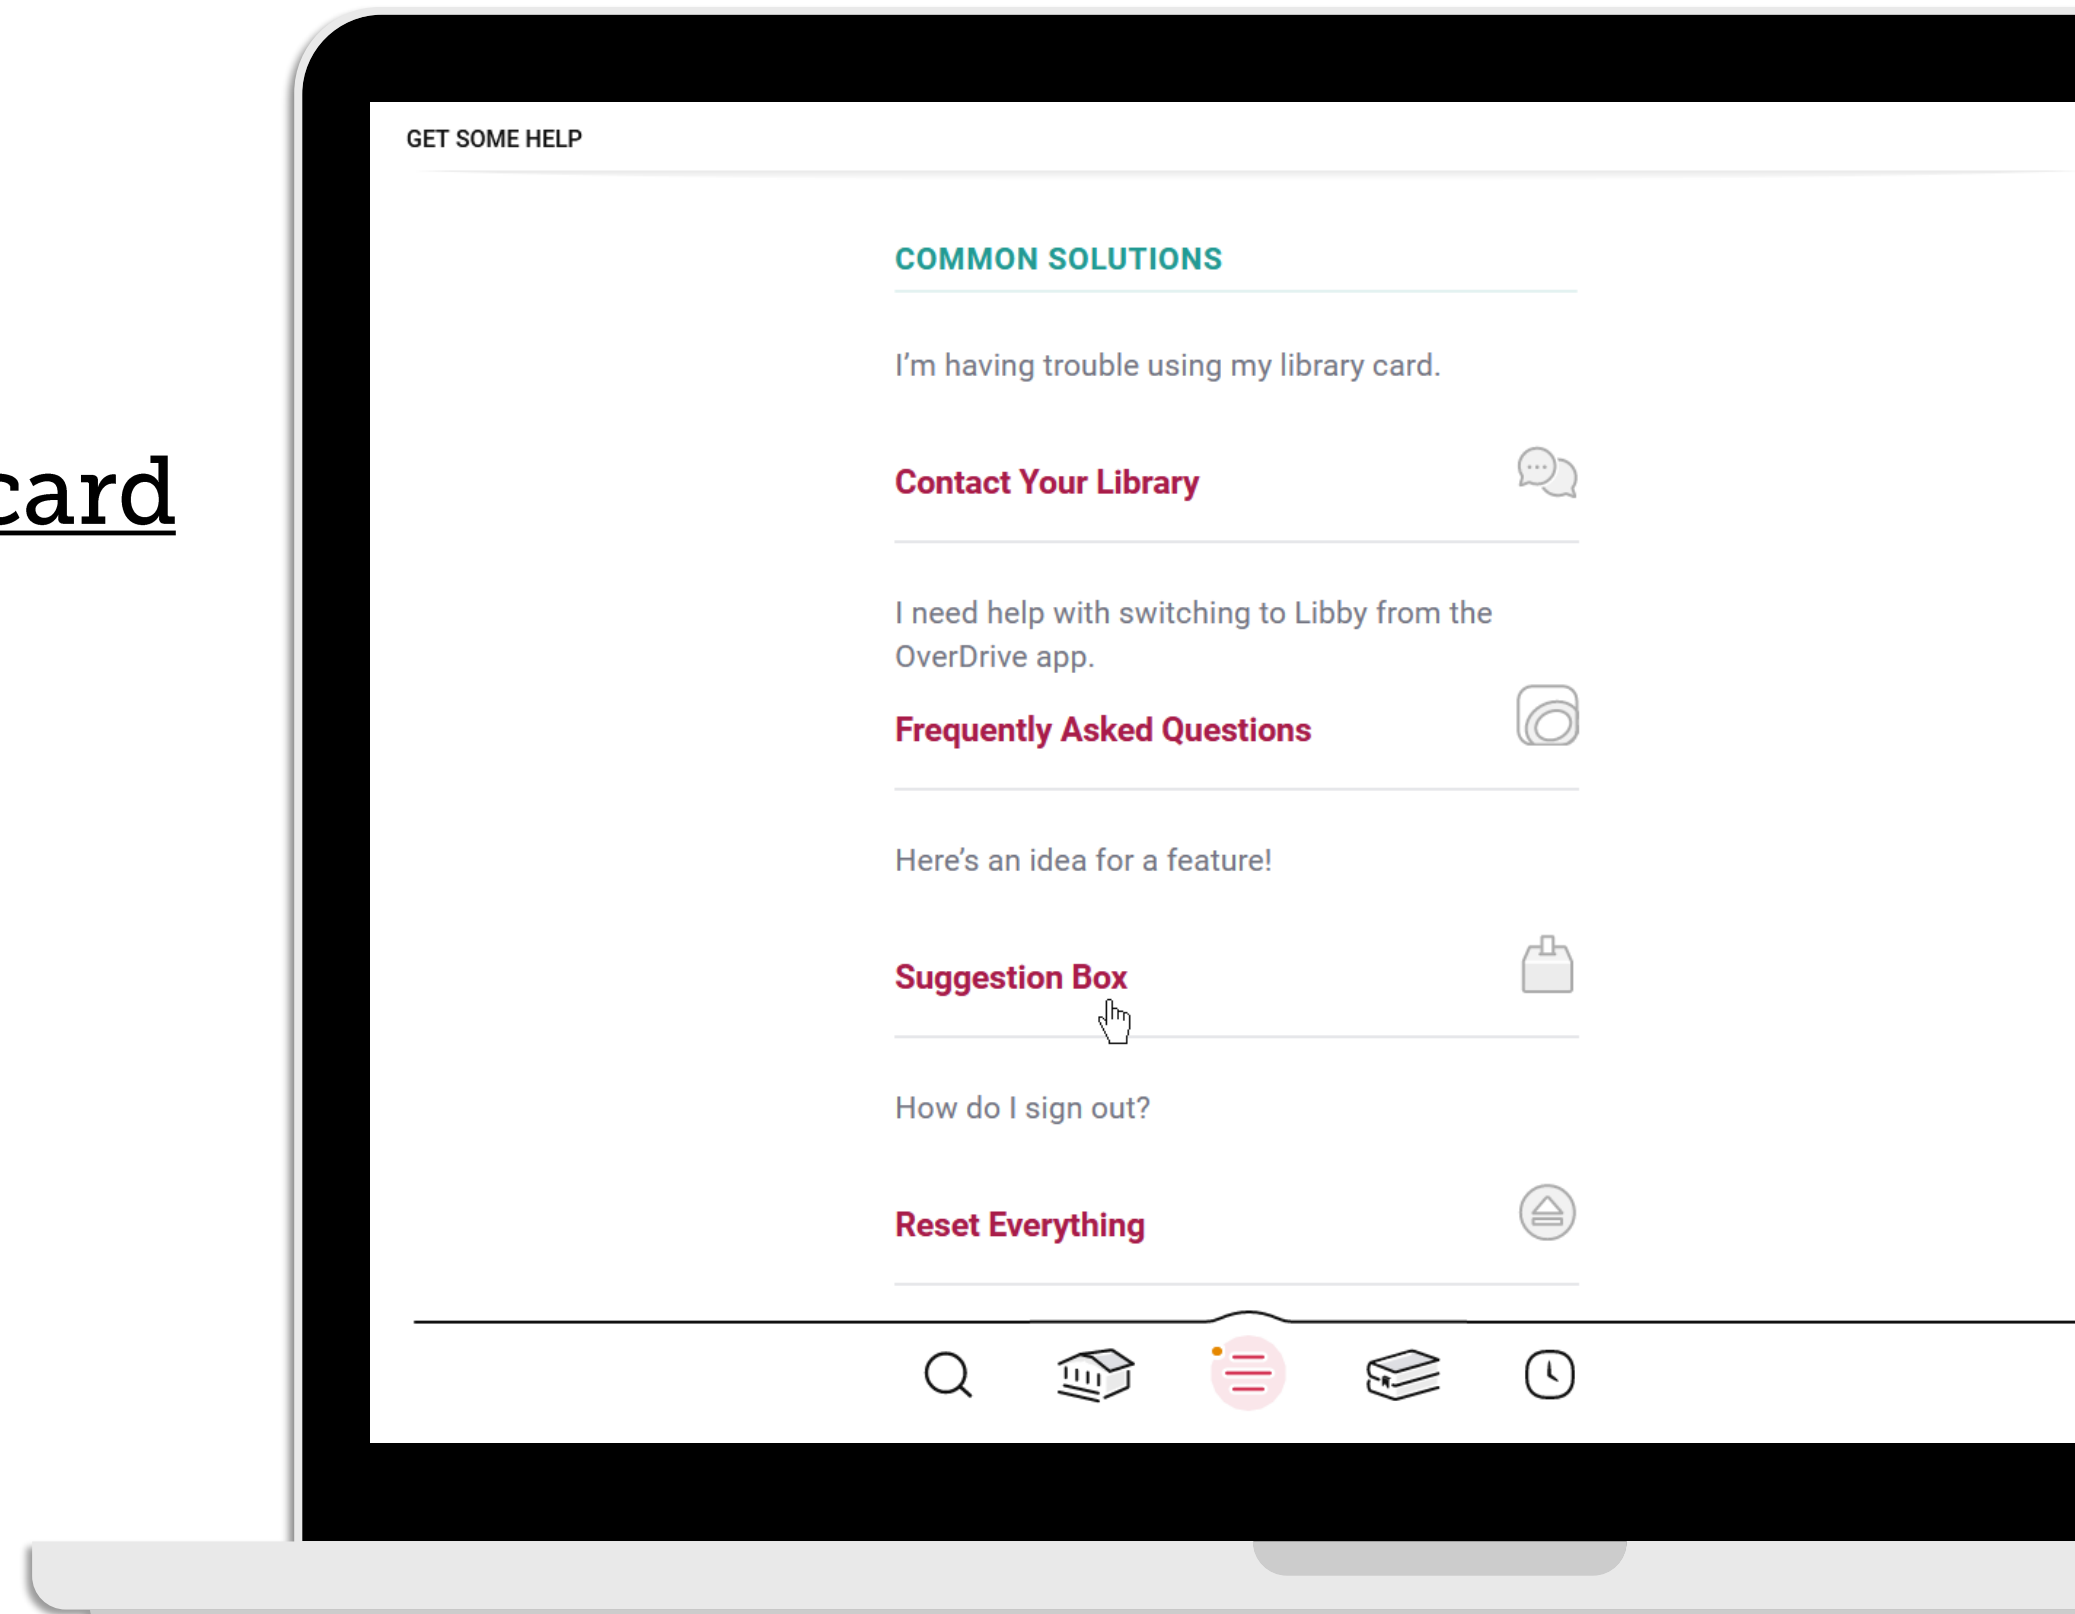 card
GET SOME HELP
COMMON SOLUTIONS
I'm having trouble using my library card.
Contact Your Library
I need help with switching to Libby from the
OverDrive app.
Frequently Asked Questions
Here's an idea for a feature!
Suggestion Box
How do I sign out?
Reset Everything